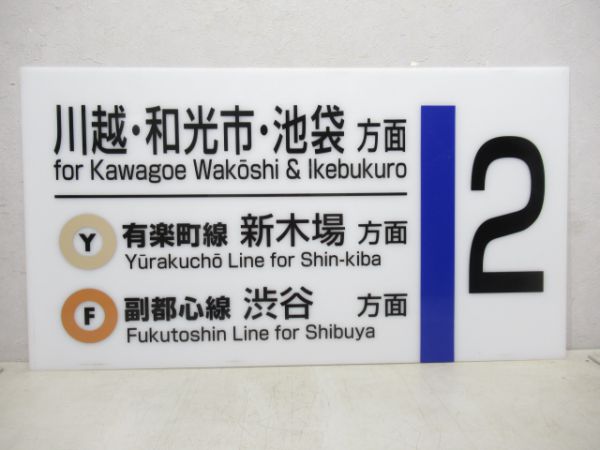 川越・和光市・池袋 方面
for Kawagoe Wakōshi & Ikebukuro
Y 有楽町線 新木場 方面
Yūrakuchō Line for Shin-kiba
F 副都心線 渋谷 方面
Fukutoshin Line for Shibuya
2